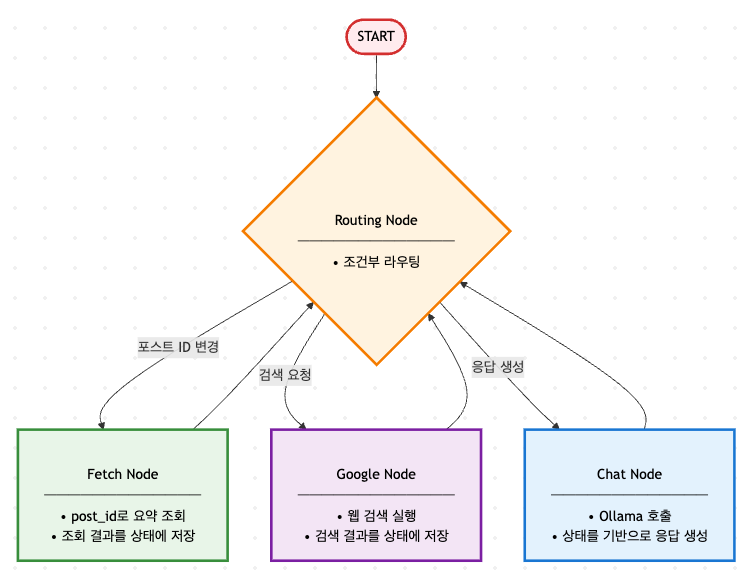 START
Routing Node
• 조건부 라우팅
포스트 ID 변경
검색 요청
응답 생성
Fetch Node
• post_id로 요약 조회
• 조회 결과를 상태에 저장
Google Node
• 웹 검색 실행
• 검색 결과를 상태에 저장
Chat Node
• Ollama 호출
• 상태를 기반으로 응답 생성